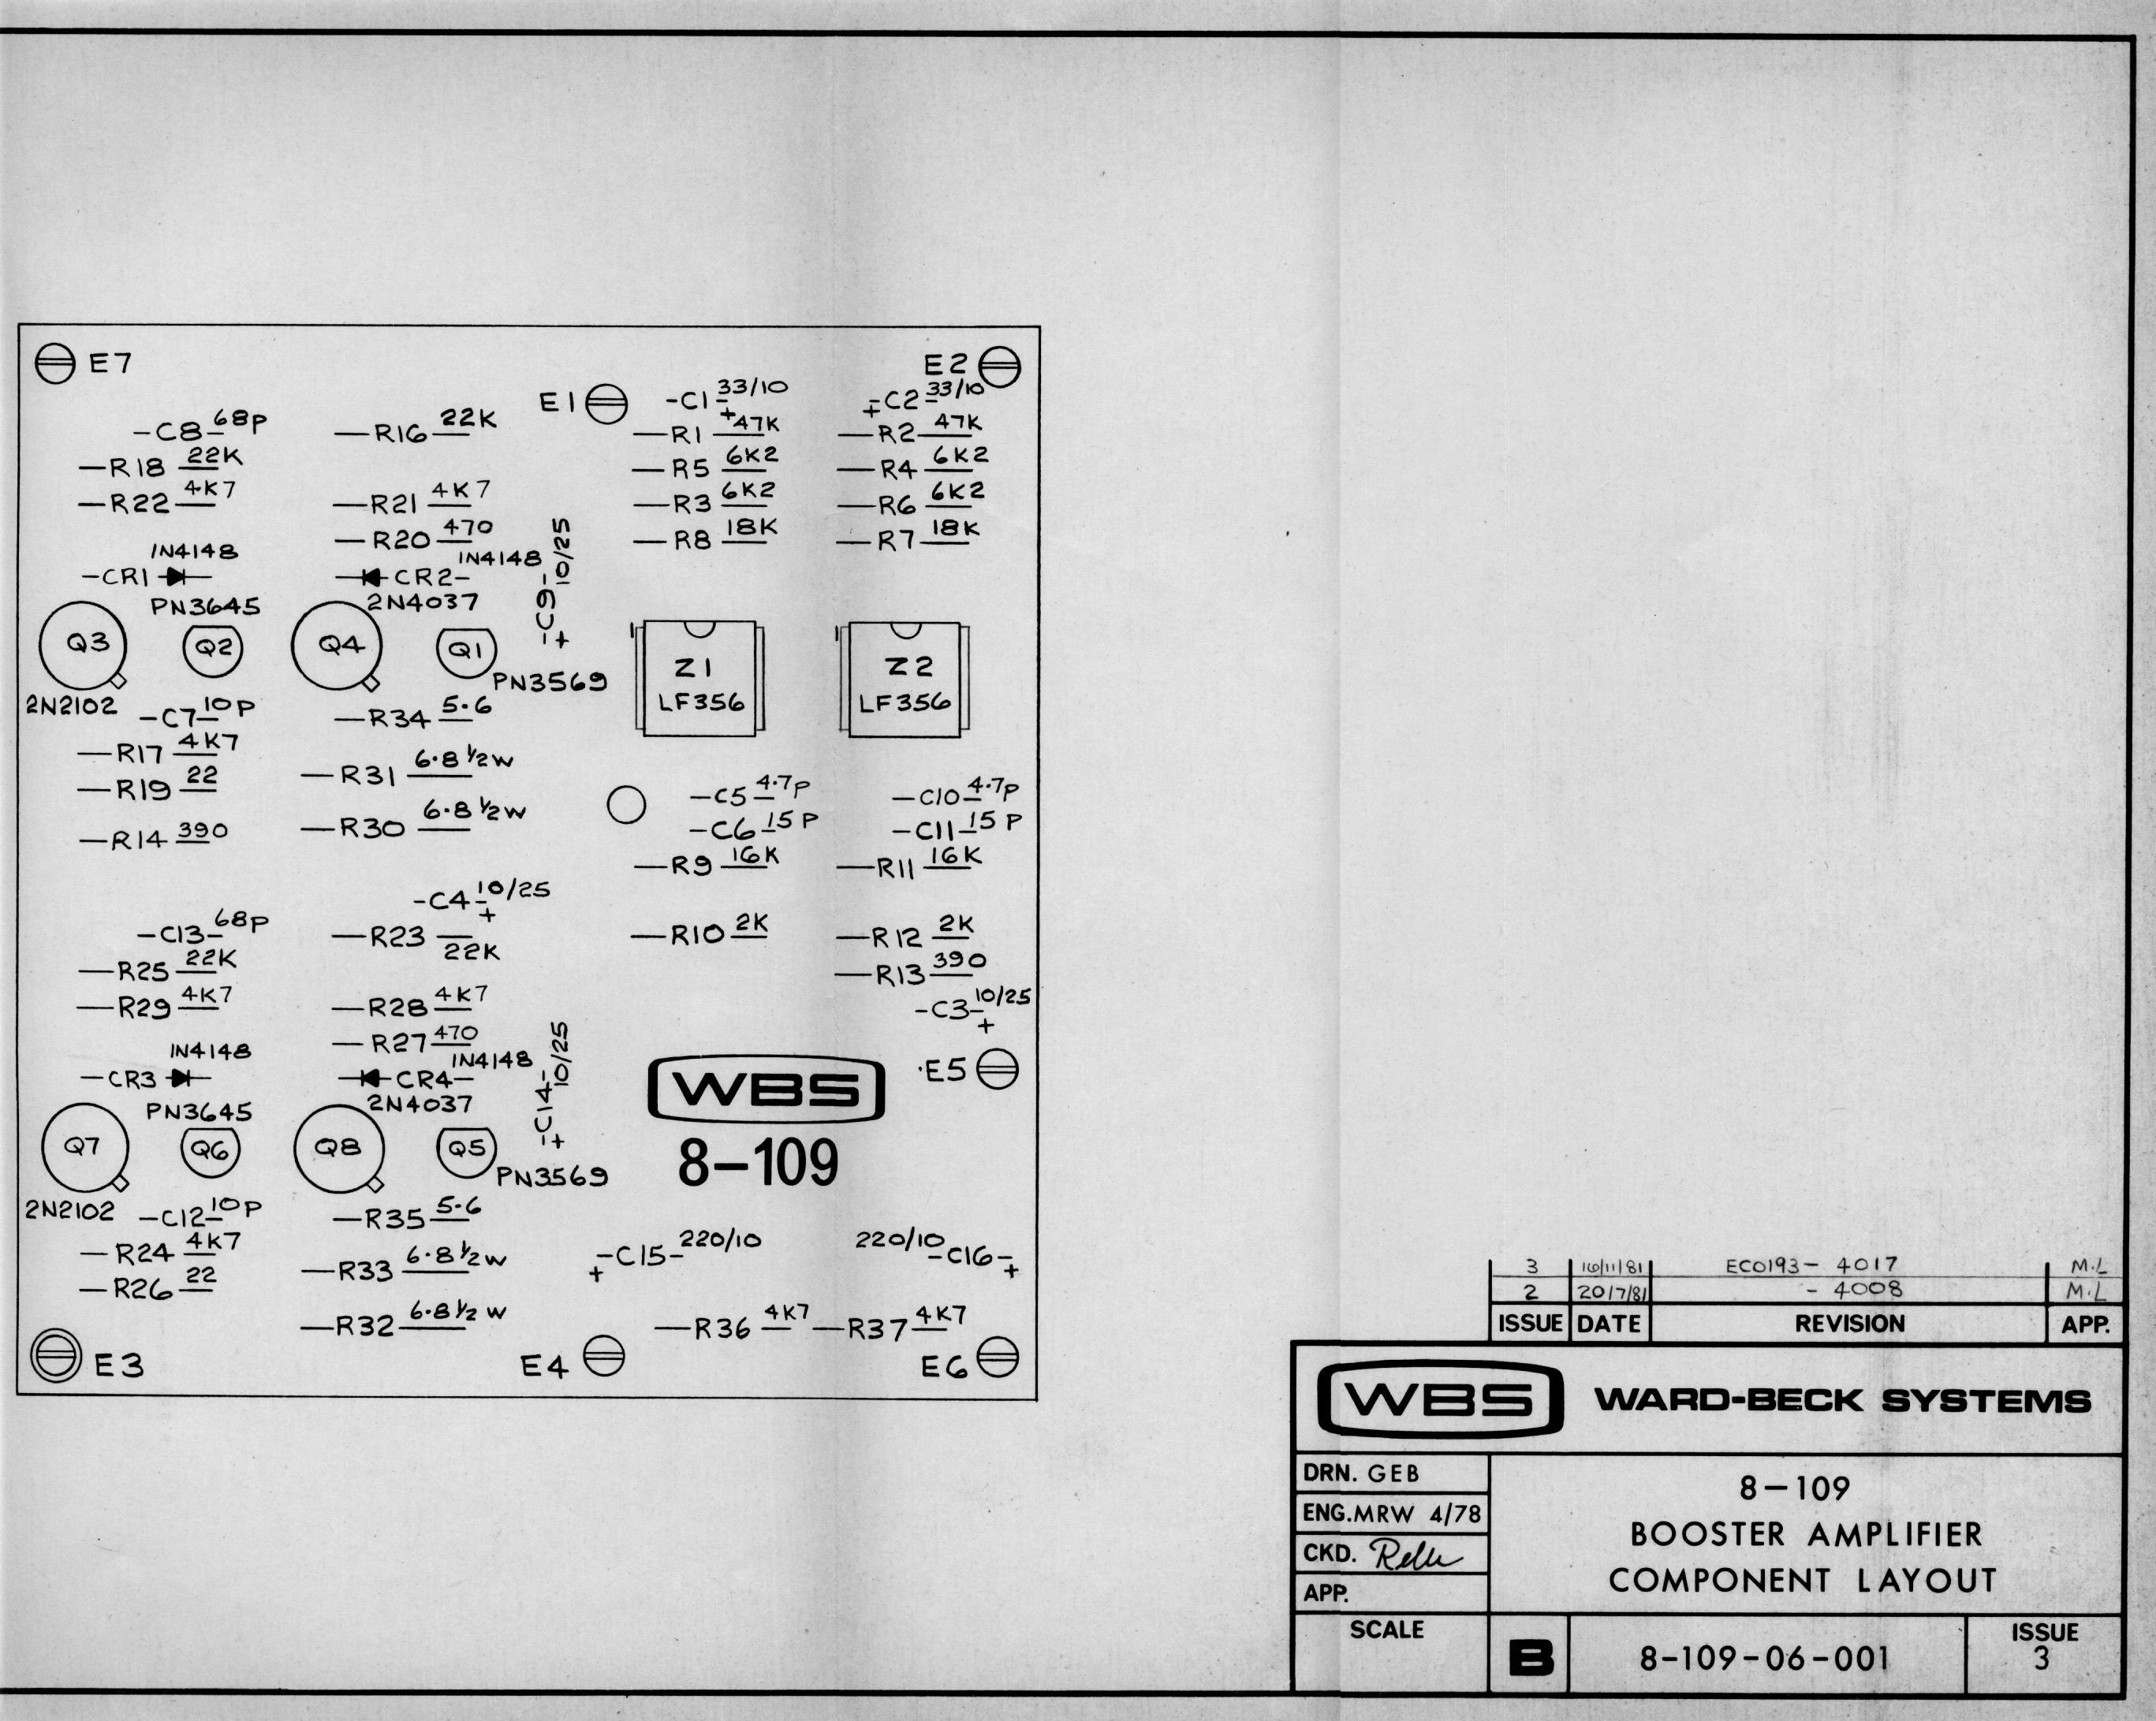 E7
E2
E1
-C1- 33/10 +
+-C2- 33/10
-C8- 68P
—R16— 22K
—R1— 47K
—R2— 47K
—R18— 22K
—R5— 6K2
—R4— 6K2
—R22— 4K7
—R21— 4K7
—R3— 6K2
—R6— 6K2
—R20— 470
—R8— 18K
—R7— 18K
1N4148
1N4148
-C9- 10/25 +
-CR1
CR2-
PN3645
2N4037
Q3
Q2
Q4
Q1
Z1
LF356
Z2
LF356
PN3569
2N2102
-C7- 10P
—R34— 5.6
—R17— 4K7
—R31— 6.8 ½W
—R19— 22
-C5- 4.7P
-C10- 4.7P
—R30— 6.8 ½W
-C6- 15P
-C11- 15P
—R14— 390
—R9— 16K
—R11— 16K
-C4- 10/25 +
-C13- 68P
—R23— 22K
—R10— 2K
—R12— 2K
—R25— 22K
—R13— 390
—R29— 4K7
—R28— 4K7
-C3- 10/25 +
—R27— 470
1N4148
1N4148
-C14- 10/25 +
-CR3
CR4-
WBS
E5
PN3645
2N4037
Q7
Q6
Q8
Q5
8-109
PN3569
2N2102
-C12- 10P
—R35— 5.6
—R24— 4K7
—R33— 6.8 ½W
+-C15- 220/10
220/10 -C16-+
—R26— 22
—R32— 6.8 ½W
—R36— 4K7
—R37— 4K7
E3
E4
E6
3 16/11/81 ECO193- 4017 M.L
2 20/7/81 - 4008 M.L
ISSUE DATE REVISION APP.
WBS WARD-BECK SYSTEMS
DRN. GEB
ENG. MRW 4/78
CKD.
APP.
8-109
BOOSTER AMPLIFIER
COMPONENT LAYOUT
SCALE
B
8-109-06-001
ISSUE
3